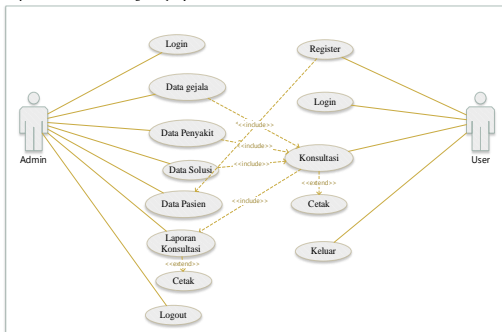 Login
Register
Data gejala
<<include>>
Login
Admin
User
Data Penyakit
<<include>>
Konsultasi
Data Solusi
<<include>>
<<extend>>
Data Pasien
<<include>>
Cetak
Laporan
Konsultasi
Keluar
<<extend>>
Cetak
Logout